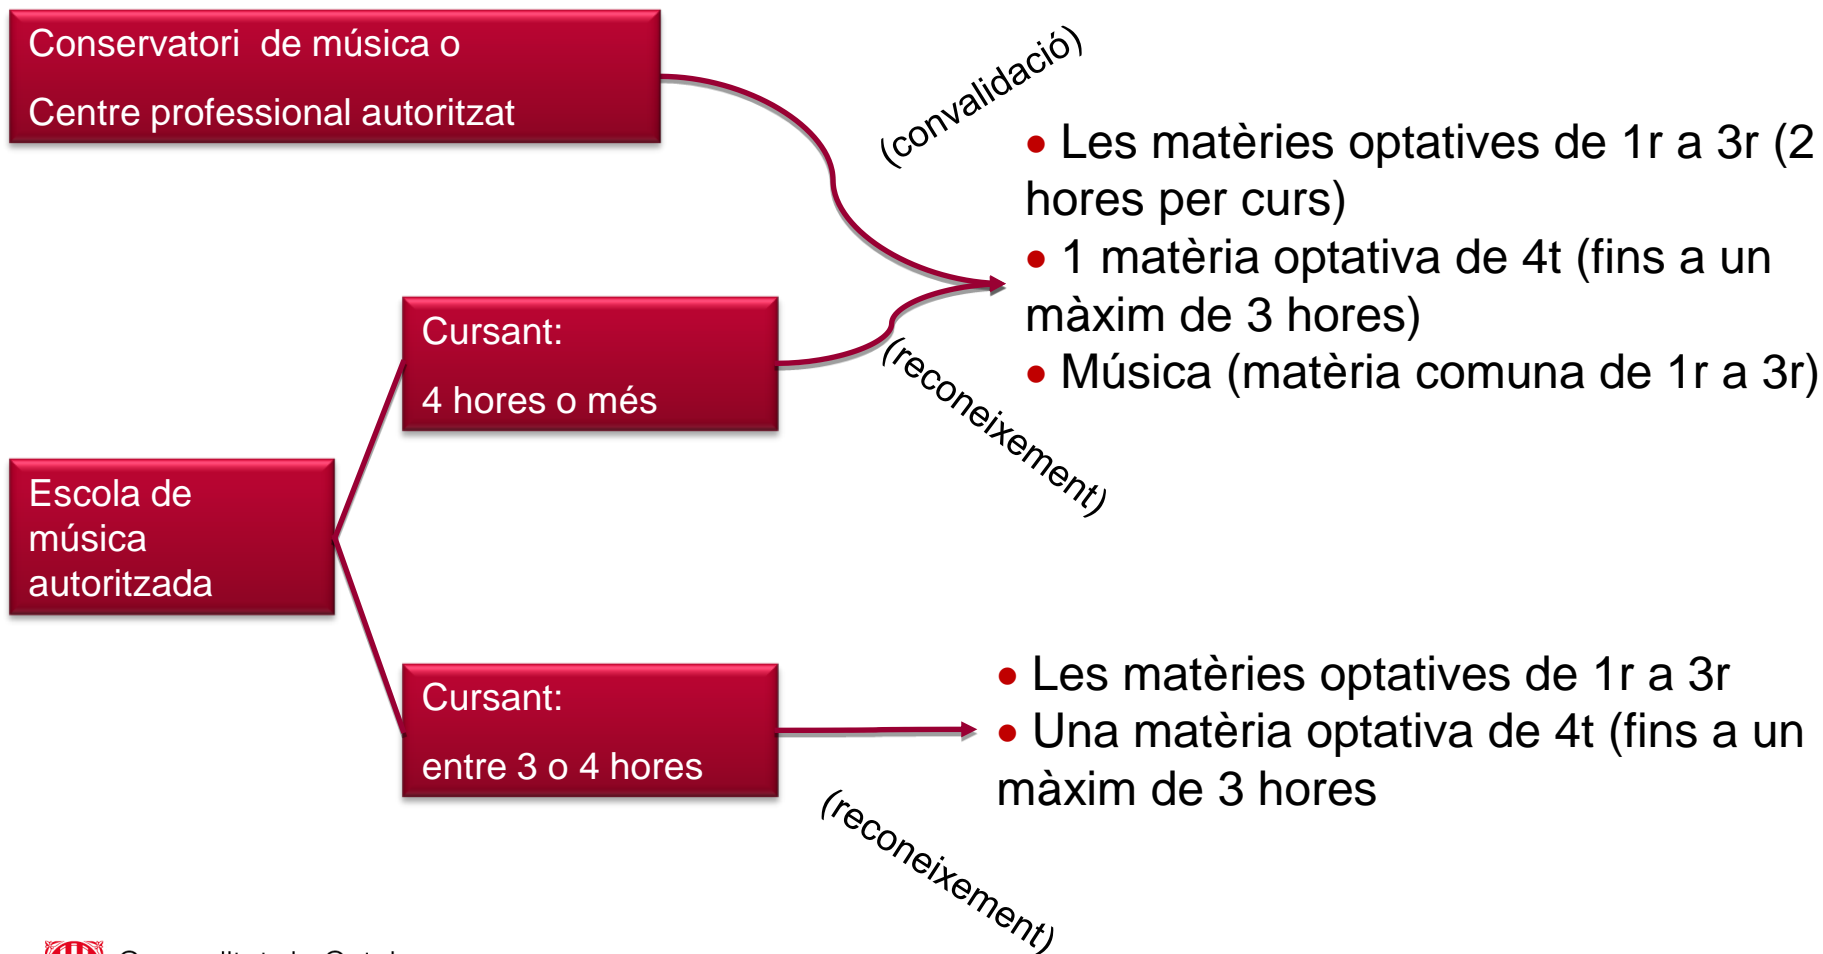 Conservatori de música o
Centre professional autoritzat
(convalidació)
• Les matèries optatives de 1r a 3r (2
hores per curs)
• 1 matèria optativa de 4t (fins a un
màxim de 3 hores)
• Música (matèria comuna de 1r a 3r)
Cursant:
4 hores o més
(reconeixement)
Escola de
música
autoritzada
Cursant:
entre 3 o 4 hores
• Les matèries optatives de 1r a 3r
• Una matèria optativa de 4t (fins a un
màxim de 3 hores
(reconeixement)